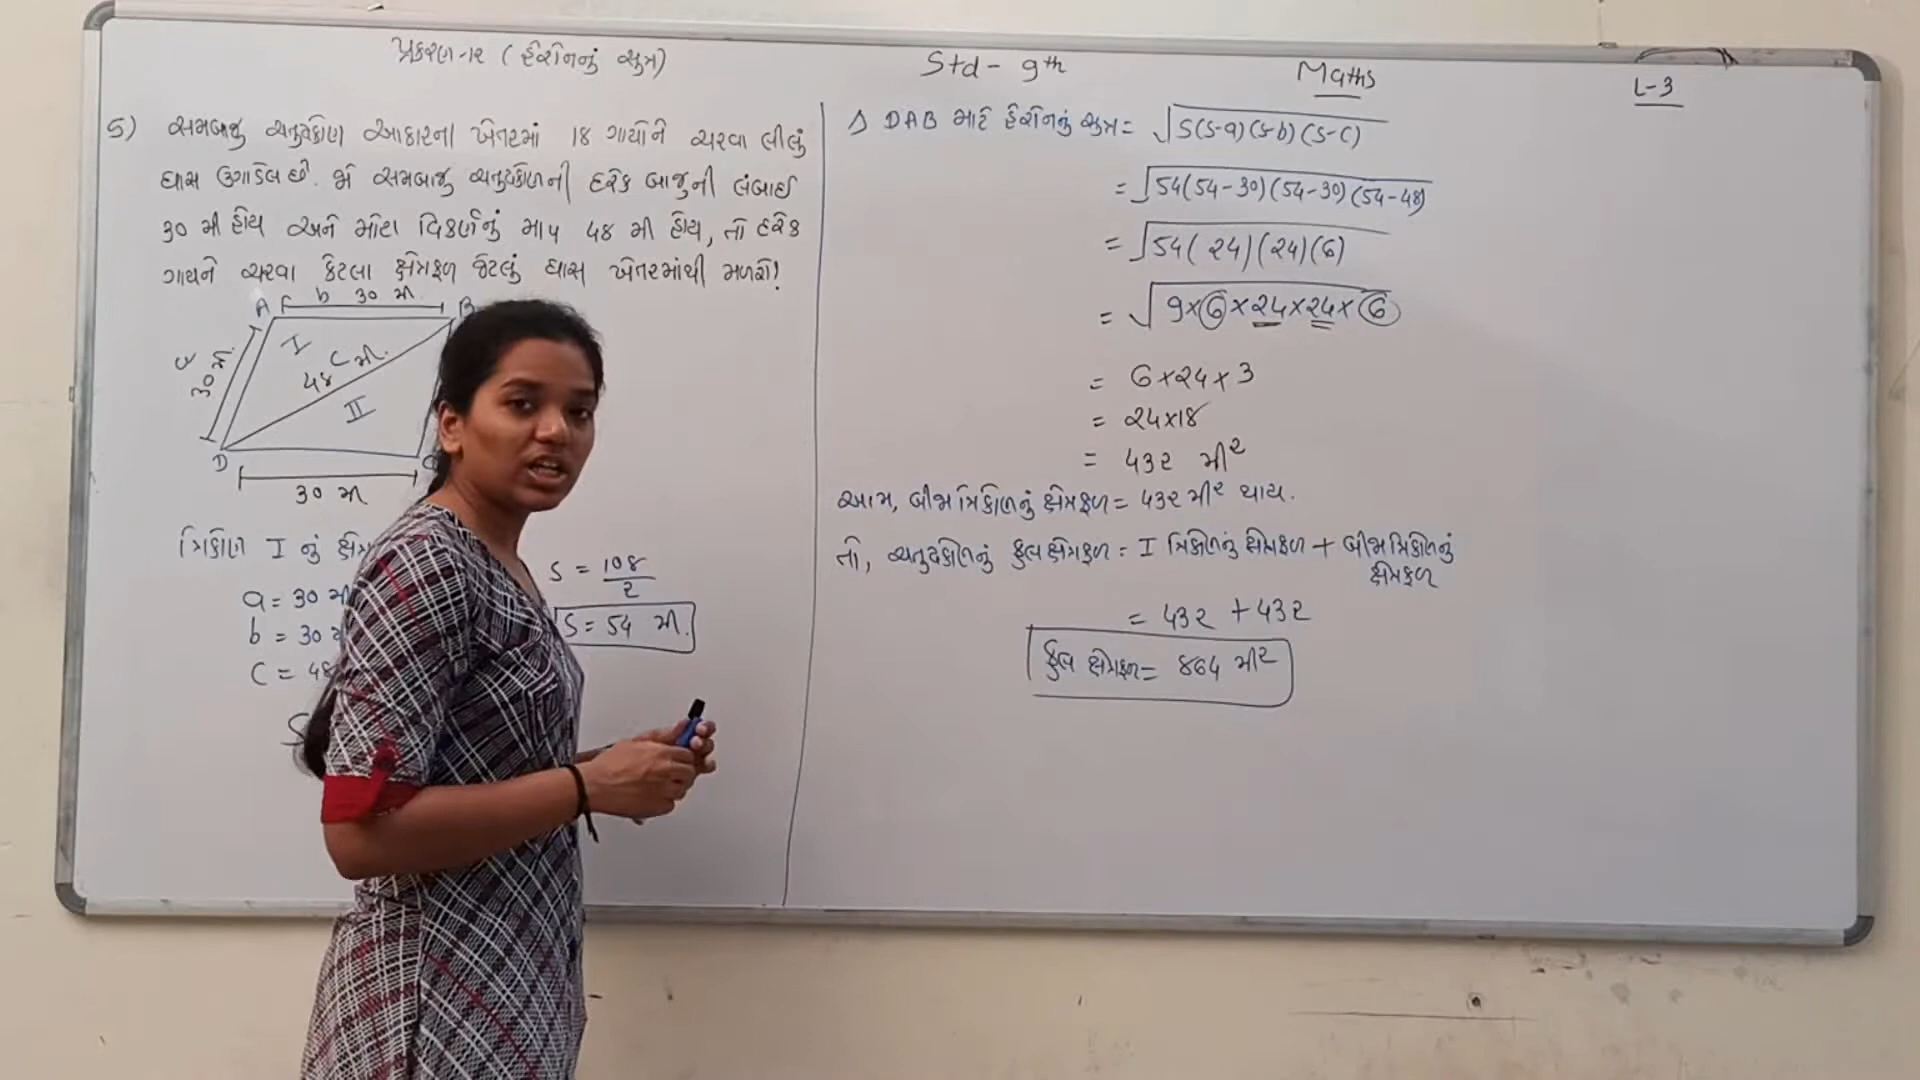 પ્રકરણ-૧૨ (હેરોનનું સુત્ર)
Std - 9th
Maths
L-3
5) સમબાજુ ચતુષ્કોણ આકારના ખેતરમાં 18 ગાયોને ચરવા લીલું
ઘાસ ઉગાડેલ છે. જો સમબાજુ ચતુષ્કોણની દરેક બાજુની લંબાઈ
30 મી હોય અને મોટા વિકર્ણનું માપ 48 મી હોય, તો દરેક
ગાયને ચરવા કેટલા ક્ષેત્રફળ જેટલું ઘાસ ખેતરમાંથી મળશે!
A b 30 મી. B
a 30 મી.
I
C
48 મી.
II
D C
30 મી
ત્રિકોણ I નું ક્ષેત્ર
a = 30 મી
b = 30
c = 48
S
S = 108/2
S = 54 મી.
△ DAB માટે હેરોનનું સુત્ર = √S(S-a)(S-b)(S-c)
= √54(54-30)(54-30)(54-48)
= √54(24)(24)(6)
= √9×6×24×24×6
= 6×24×3
= 24×18
= 432 મી²
આમ, બીજા ત્રિકોણનું ક્ષેત્રફળ = 432 મી² થાય.
તો, ચતુષ્કોણનું કુલ ક્ષેત્રફળ = I ત્રિકોણનું ક્ષેત્રફળ + બીજા ત્રિકોણનું
ક્ષેત્રફળ
= 432 + 432
કુલ ક્ષેત્રફળ = 864 મી²